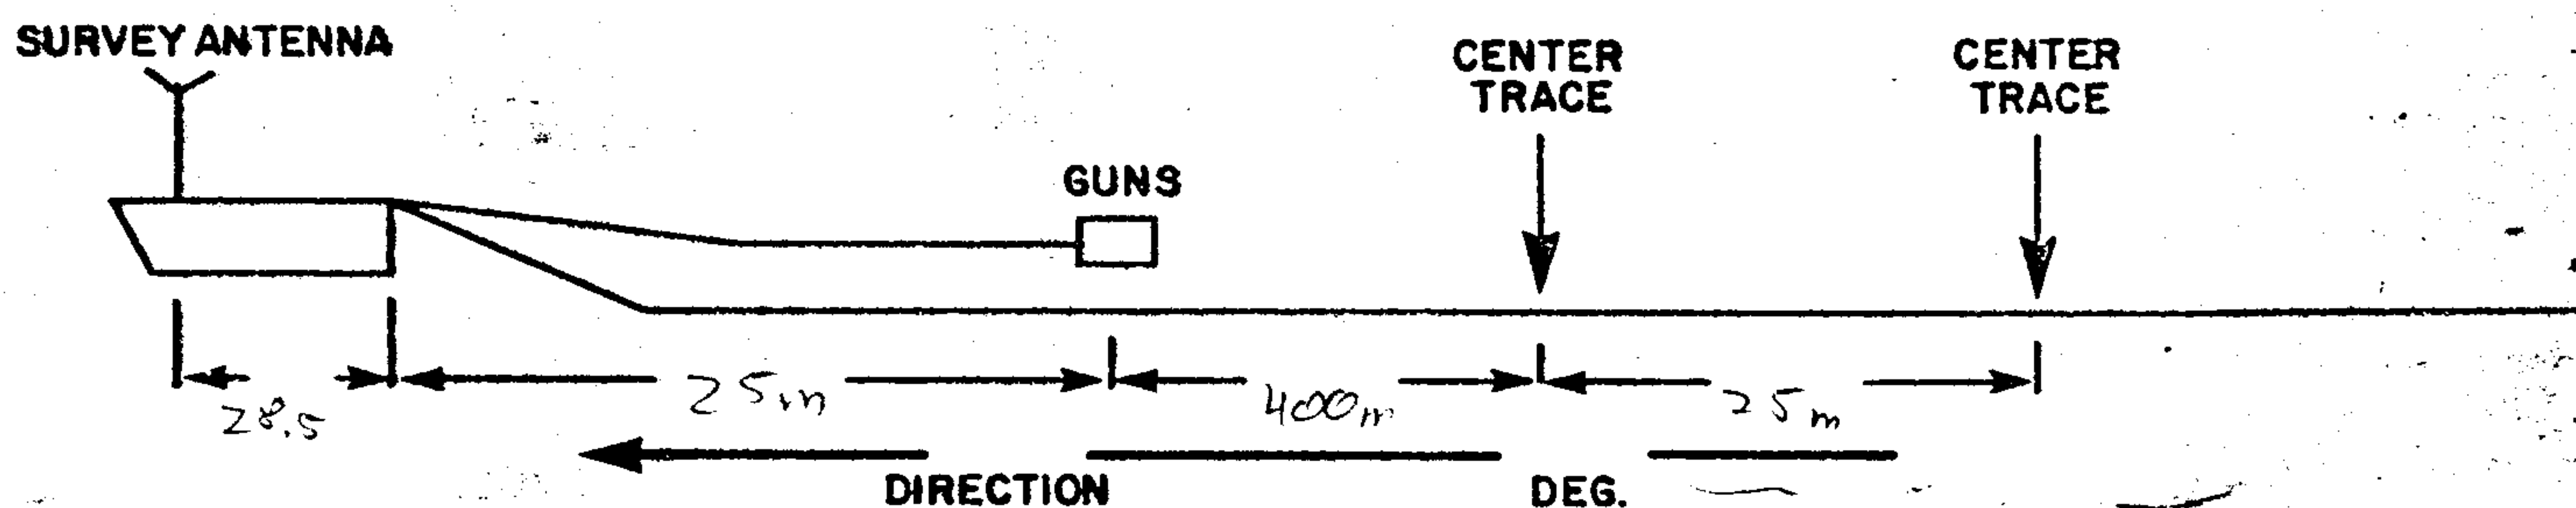 SURVEY ANTENNA
CENTER
TRACE
CENTER
TRACE
GUNS
28.5
25m
400m
25m
DIRECTION
DEG.